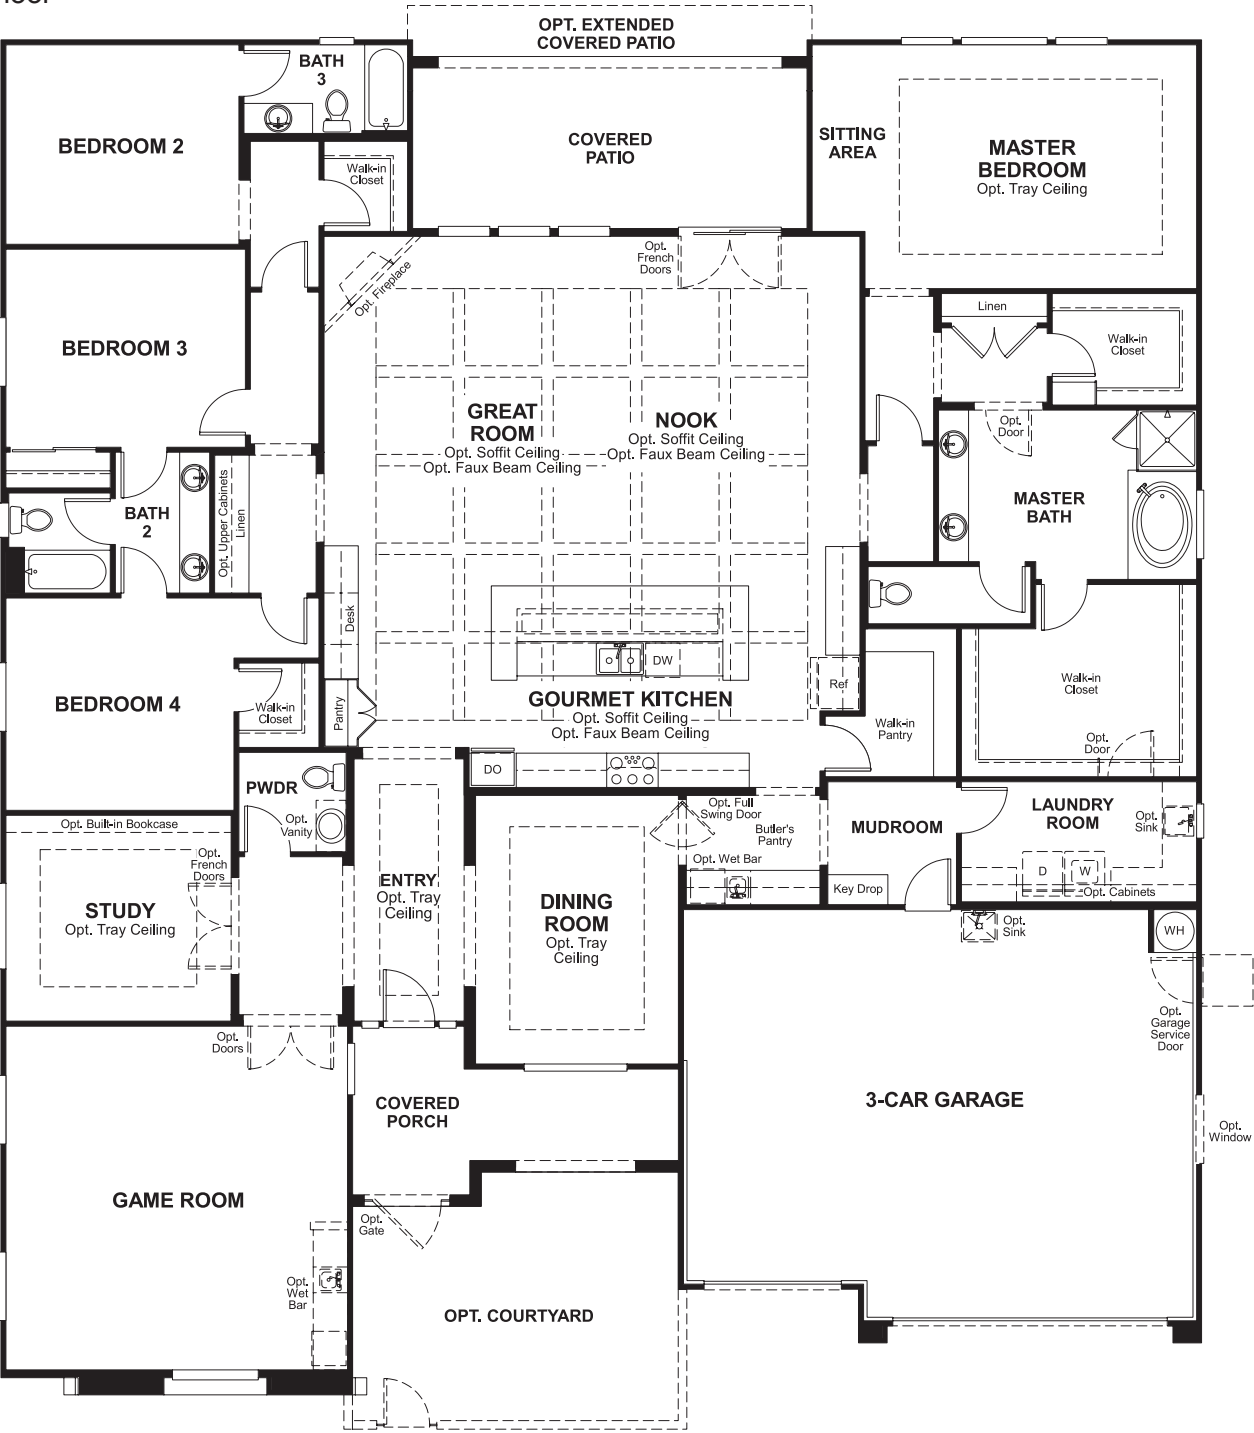 OPT. EXTENDED
COVERED PATIO
BATH
3
BEDROOM 2
COVERED
PATIO
SITTING
AREA
MASTER
BEDROOM
Opt. Tray Ceiling
Walk-in
Closet
Opt.
French
Doors
Opt. Fireplace
Linen
Walk-in
Closet
BEDROOM 3
GREAT
ROOM
Opt. Soffit Ceiling
Opt. Faux Beam Ceiling
NOOK
Opt. Soffit Ceiling
Opt. Faux Beam Ceiling
Opt.
Door
BATH
2
Opt. Upper Cabinets
Linen
MASTER
BATH
Desk
DW
Ref
BEDROOM 4
Walk-in
Closet
Pantry
GOURMET KITCHEN
Opt. Soffit Ceiling
Opt. Faux Beam Ceiling
Walk-in
Pantry
Walk-in
Closet
Opt.
Door
DO
PWDR
Opt.
Vanity
Opt. Full
Swing Door
Butler's
Pantry
Opt. Wet Bar
MUDROOM
Key Drop
LAUNDRY
ROOM
Opt.
Sink
D
W
Opt. Cabinets
Opt. Built-in Bookcase
Opt.
French
Doors
STUDY
Opt. Tray Ceiling
ENTRY
Opt. Tray
Ceiling
DINING
ROOM
Opt. Tray
Ceiling
Opt.
Sink
WH
Opt.
Garage
Service
Door
Opt.
Doors
COVERED
PORCH
3-CAR GARAGE
Opt.
Window
GAME ROOM
Opt.
Gate
Opt.
Wet
Bar
OPT. COURTYARD